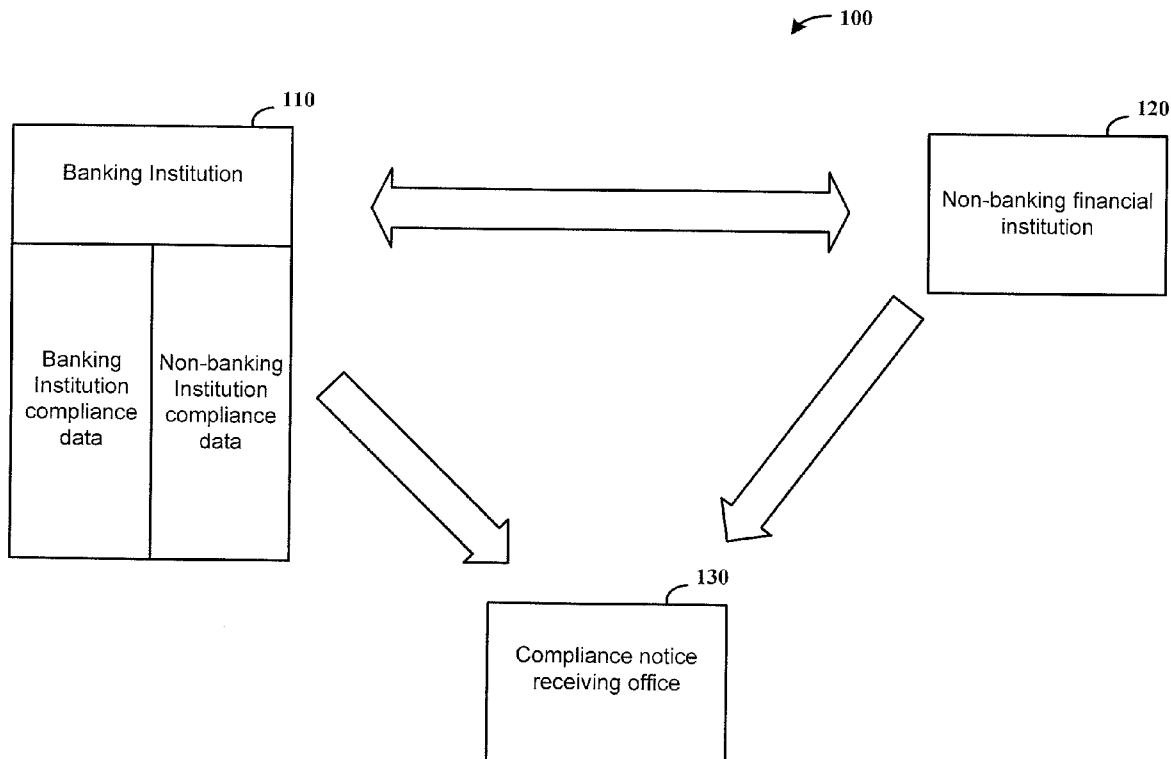 100
110
Banking Institution
Banking
Institution
compliance
data
Non-banking
Institution
compliance
data
120
Non-banking financial
institution
130
Compliance notice
receiving office